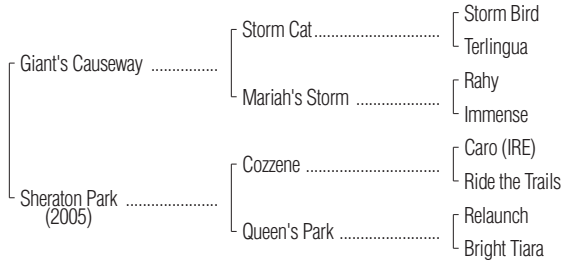 Storm Bird
Storm Cat
Terlingua
Giant's Causeway
Rahy
Mariah's Storm
Immense
Caro (IRE)
Cozzene
Ride the Trails
Sheraton Park
(2005)
Relaunch
Queen's Park
Bright Tiara